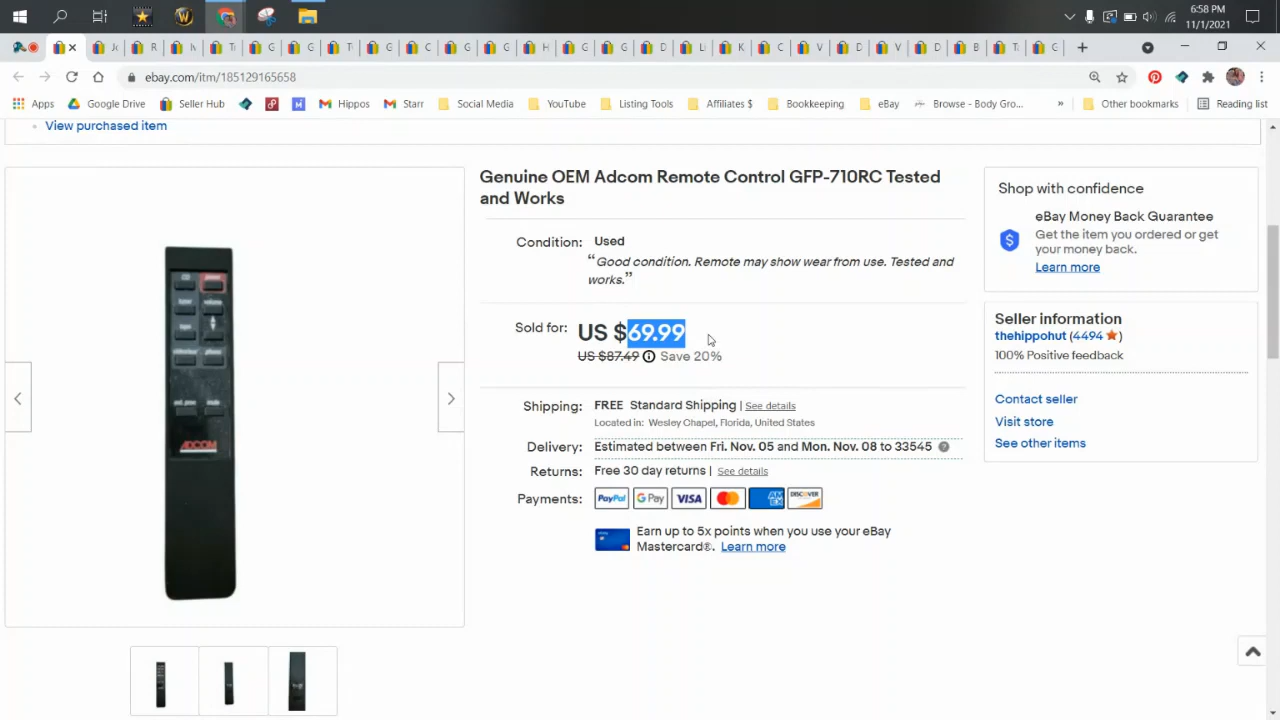 6:58 PM
11/1/2021
ebay.com/itm/185129165658
Apps
Google Drive
Seller Hub
Hippos
Starr
Social Media
YouTube
Listing Tools
Affiliates $
Bookkeeping
eBay
Browse - Body Gro...
»
Other bookmarks
Reading list
View purchased item
Genuine OEM Adcom Remote Control GFP-710RC Tested
and Works
Condition: Used
“Good condition. Remote may show wear from use. Tested and
works.”
Sold for: US $69.99
US $87.49 Save 20%
Shipping: FREE Standard Shipping | See details
Located in: Wesley Chapel, Florida, United States
Delivery: Estimated between Fri. Nov. 05 and Mon. Nov. 08 to 33545
Returns: Free 30 day returns | See details
Payments: PayPal G Pay VISA AM EX DISCOVER
Earn up to 5x points when you use your eBay
Mastercard®. Learn more
Shop with confidence
eBay Money Back Guarantee
Get the item you ordered or get
your money back.
Learn more
Seller information
thehippohut (4494)
100% Positive feedback
Contact seller
Visit store
See other items
ADCOM